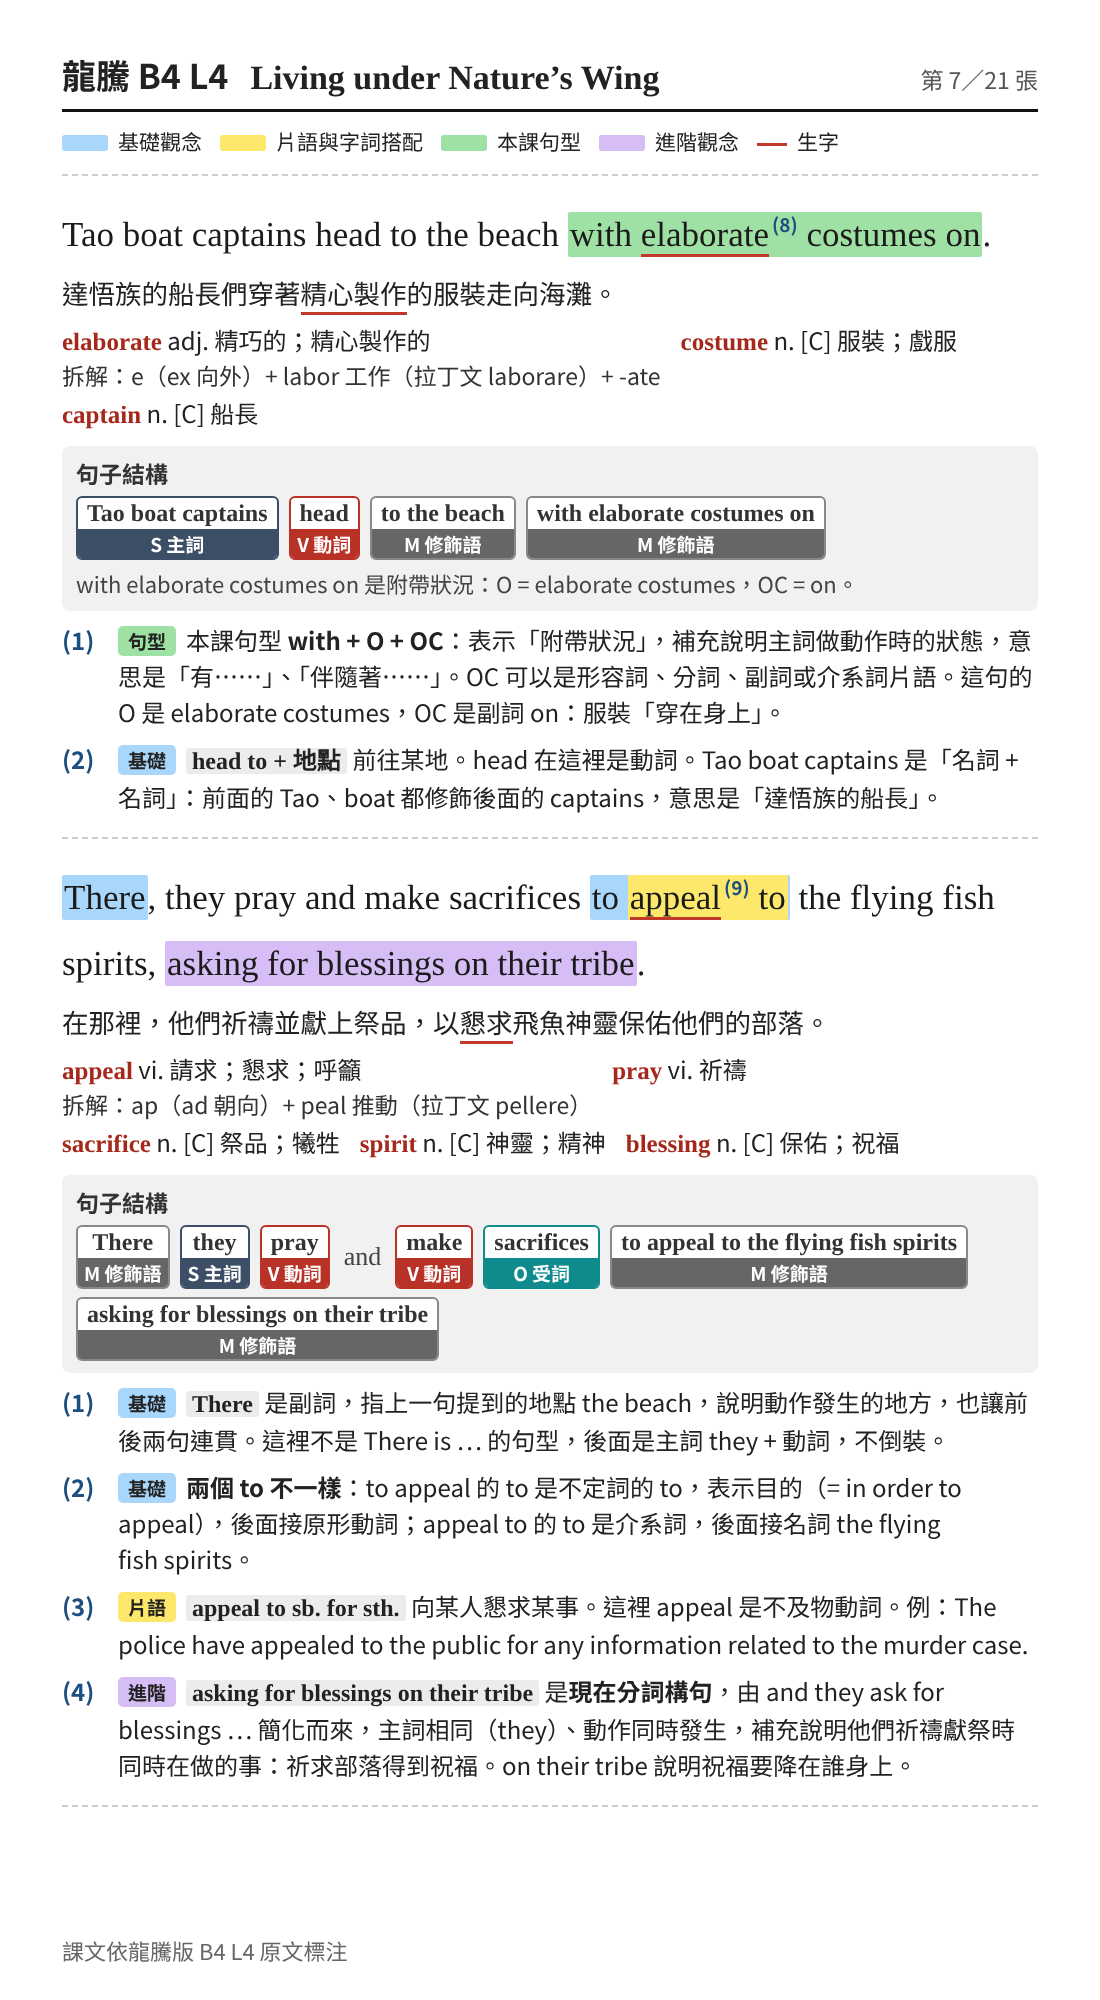 龍騰 B4 L4 Living under Nature’s Wing 第 7／21 張
基礎觀念 片語與字詞搭配 本課句型 進階觀念 生字
Tao boat captains head to the beach with elaborate(8) costumes on.
達悟族的船長們穿著精心製作的服裝走向海灘。
elaborate adj. 精巧的；精心製作的 costume n. [C] 服裝；戲服
拆解：e（ex 向外）+ labor 工作（拉丁文 laborare）+ -ate
captain n. [C] 船長
句子結構
Tao boat captains head to the beach with elaborate costumes on
S 主詞 V 動詞 M 修飾語 M 修飾語
with elaborate costumes on 是附帶狀況：O = elaborate costumes，OC = on。
(1) 句型 本課句型 with + O + OC：表示「附帶狀況」，補充說明主詞做動作時的狀態，意
思是「有……」、「伴隨著……」。OC 可以是形容詞、分詞、副詞或介系詞片語。這句的
O 是 elaborate costumes，OC 是副詞 on：服裝「穿在身上」。
(2) 基礎 head to + 地點 前往某地。head 在這裡是動詞。Tao boat captains 是「名詞 +
名詞」：前面的 Tao、boat 都修飾後面的 captains，意思是「達悟族的船長」。
There, they pray and make sacrifices to appeal(9) to the flying fish
spirits, asking for blessings on their tribe.
在那裡，他們祈禱並獻上祭品，以懇求飛魚神靈保佑他們的部落。
appeal vi. 請求；懇求；呼籲 pray vi. 祈禱
拆解：ap（ad 朝向）+ peal 推動（拉丁文 pellere）
sacrifice n. [C] 祭品；犧牲 spirit n. [C] 神靈；精神 blessing n. [C] 保佑；祝福
句子結構
There they pray and make sacrifices to appeal to the flying fish spirits
M 修飾語 S 主詞 V 動詞 V 動詞 O 受詞 M 修飾語
asking for blessings on their tribe
M 修飾語
(1) 基礎 There 是副詞，指上一句提到的地點 the beach，說明動作發生的地方，也讓前
後兩句連貫。這裡不是 There is … 的句型，後面是主詞 they + 動詞，不倒裝。
(2) 基礎 兩個 to 不一樣：to appeal 的 to 是不定詞的 to，表示目的（= in order to
appeal），後面接原形動詞；appeal to 的 to 是介系詞，後面接名詞 the flying
fish spirits。
(3) 片語 appeal to sb. for sth. 向某人懇求某事。這裡 appeal 是不及物動詞。例：The
police have appealed to the public for any information related to the murder case.
(4) 進階 asking for blessings on their tribe 是現在分詞構句，由 and they ask for
blessings … 簡化而來，主詞相同（they）、動作同時發生，補充說明他們祈禱獻祭時
同時在做的事：祈求部落得到祝福。on their tribe 說明祝福要降在誰身上。
課文依龍騰版 B4 L4 原文標注